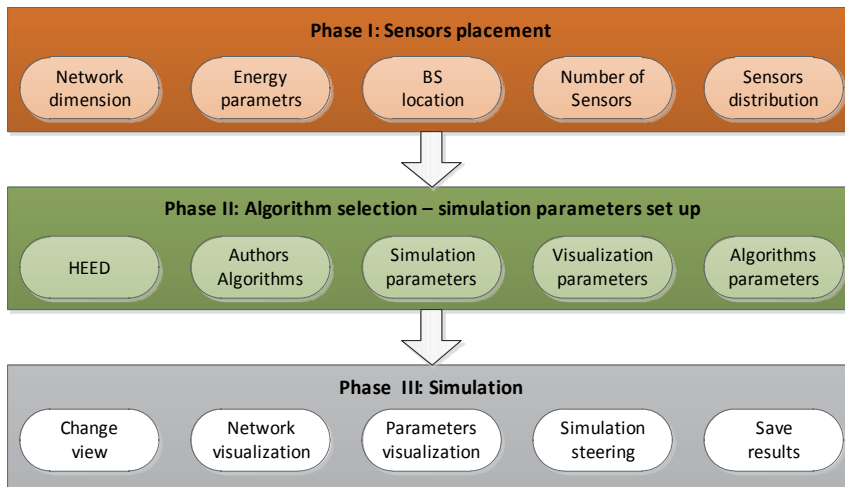 Phase I: Sensors placement
Network
dimension
Energy
parametrs
BS
location
Number of
Sensors
Sensors
distribution
Phase II: Algorithm selection – simulation parameters set up
HEED
Authors
Algorithms
Simulation
parameters
Visualization
parameters
Algorithms
parameters
Phase III: Simulation
Change
view
Network
visualization
Parameters
visualization
Simulation
steering
Save
results